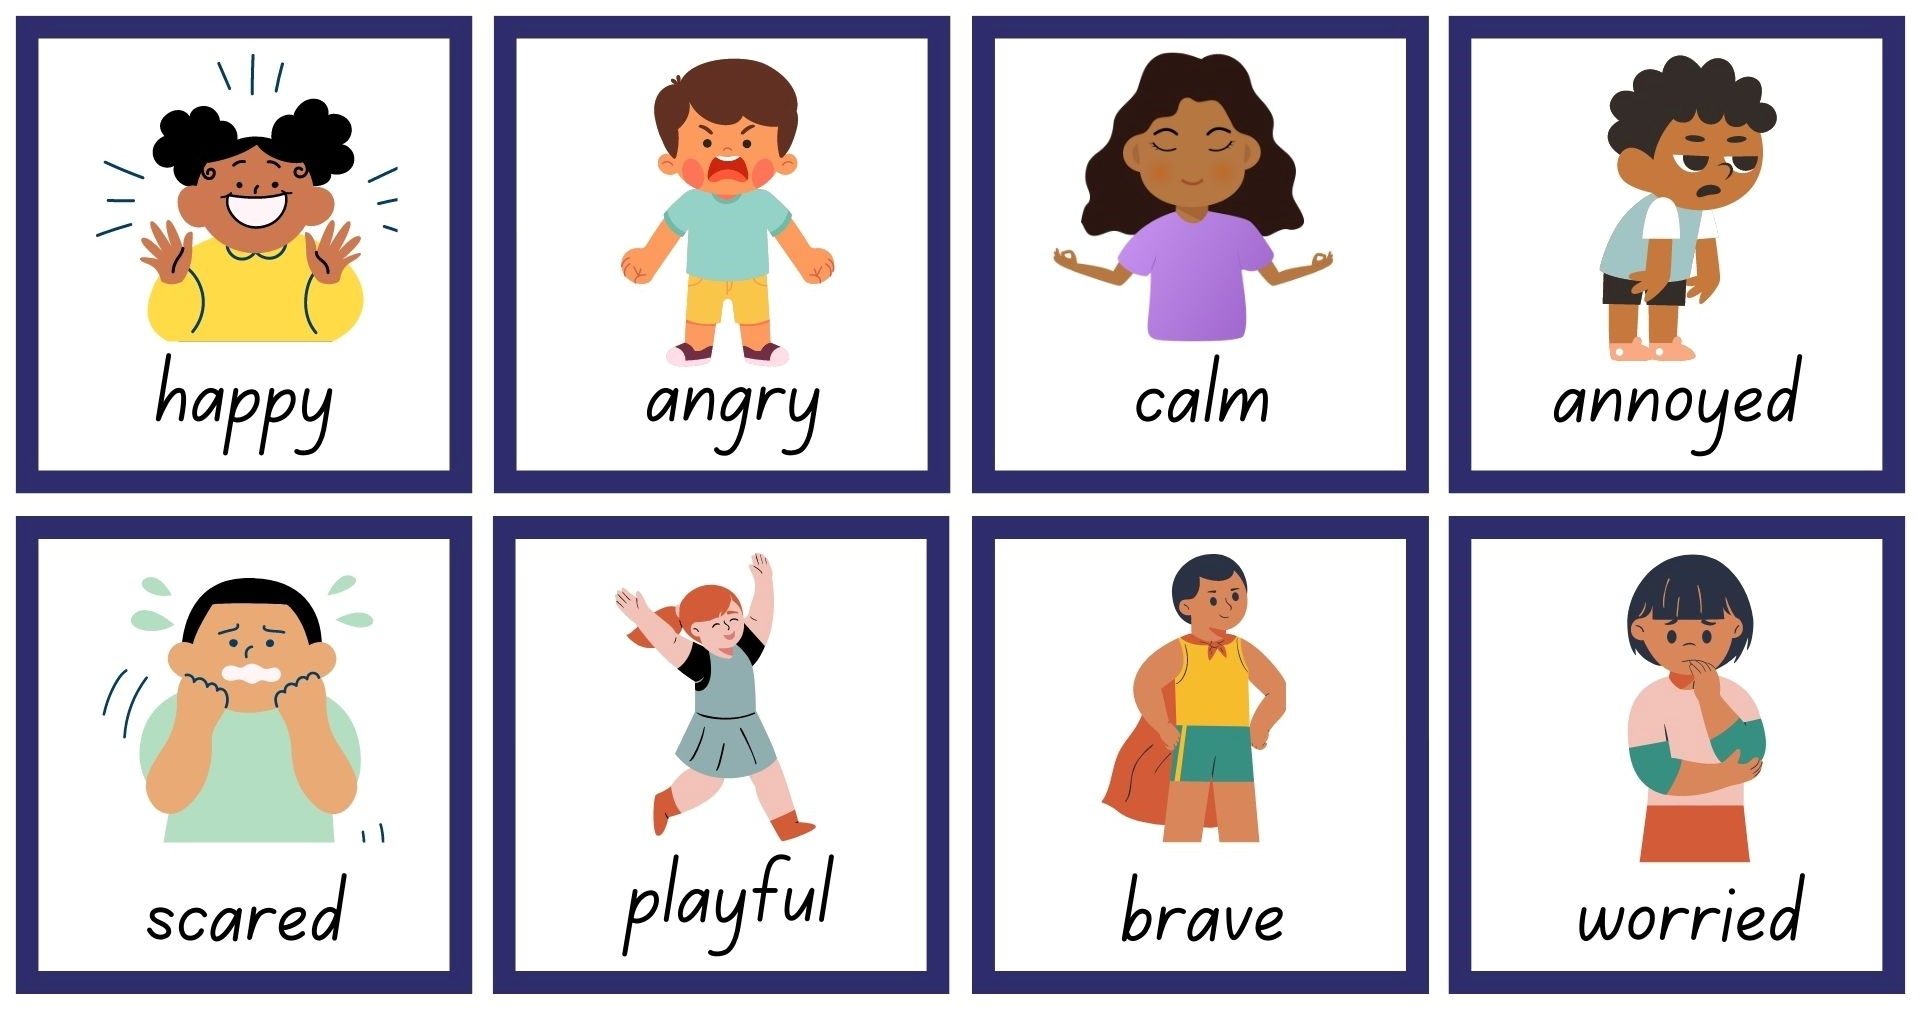 happy
angry
calm
annoyed
scared
playful
brave
worried